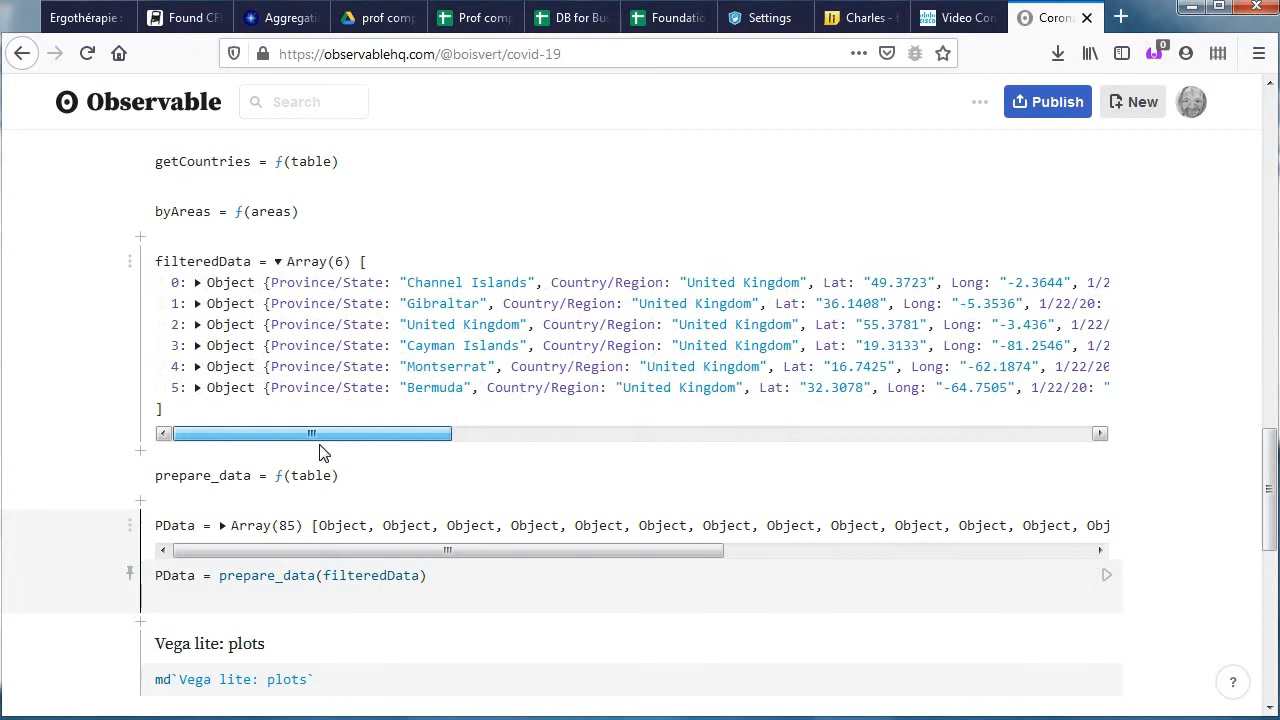 Ergothérapie
Found CF
Aggregati
prof comp
Prof comp
DB for Bus
Foundatio
Settings
Charles -
Video Con
Corona
https://observablehq.com/@boisvert/covid-19
0
Observable
Search
Publish
New
getCountries = ƒ(table)
byAreas = ƒ(areas)
filteredData = ▼ Array(6) [
0: ▶ Object {Province/State: "Channel Islands", Country/Region: "United Kingdom", Lat: "49.3723", Long: "-2.3644", 1/2
1: ▶ Object {Province/State: "Gibraltar", Country/Region: "United Kingdom", Lat: "36.1408", Long: "-5.3536", 1/22/20:
2: ▶ Object {Province/State: "United Kingdom", Country/Region: "United Kingdom", Lat: "55.3781", Long: "-3.436", 1/22/
3: ▶ Object {Province/State: "Cayman Islands", Country/Region: "United Kingdom", Lat: "19.3133", Long: "-81.2546", 1/2
4: ▶ Object {Province/State: "Montserrat", Country/Region: "United Kingdom", Lat: "16.7425", Long: "-62.1874", 1/22/20
5: ▶ Object {Province/State: "Bermuda", Country/Region: "United Kingdom", Lat: "32.3078", Long: "-64.7505", 1/22/20: "
]
prepare_data = ƒ(table)
PData = ▶ Array(85) [Object, Object, Object, Object, Object, Object, Object, Object, Object, Object, Object, Object, Obj
PData = prepare_data(filteredData)
Vega lite: plots
md`Vega lite: plots`
?